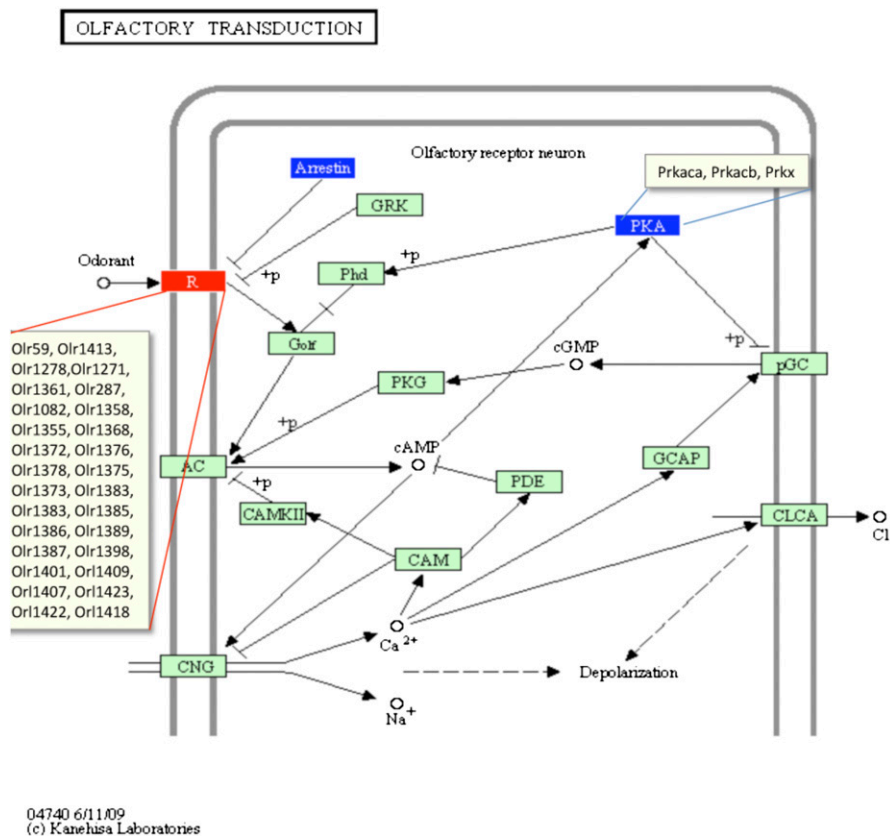 OLFACTORY TRANSDUCTION
Olfactory receptor neuron
Arrestin
Prkaca, Prkacb, Prkx
GRK
PKA
Odorant
R
+p
Phd
+p
Golf
cGMP
+p
pGC
PKG
+p
Olr59, Olr1413,
Olr1278,Olr1271,
Olr1361, Olr287,
Olr1082, Olr1358,
Olr1355, Olr1368,
Olr1372, Olr1376,
Olr1378, Olr1375,
Olr1373, Olr1383,
Olr1383, Olr1385,
Olr1386, Olr1389,
Olr1387, Olr1398,
Olr1401, Orl1409,
Orl1407, Orl1423,
Orl1422, Orl1418
AC
cAMP
GCAP
+p
PDE
CAMKII
CLCA
Cl
CAM
Ca 2+
CNG
Depolarization
Na+
04740 6/11/09
(c) Kanehisa Laboratories